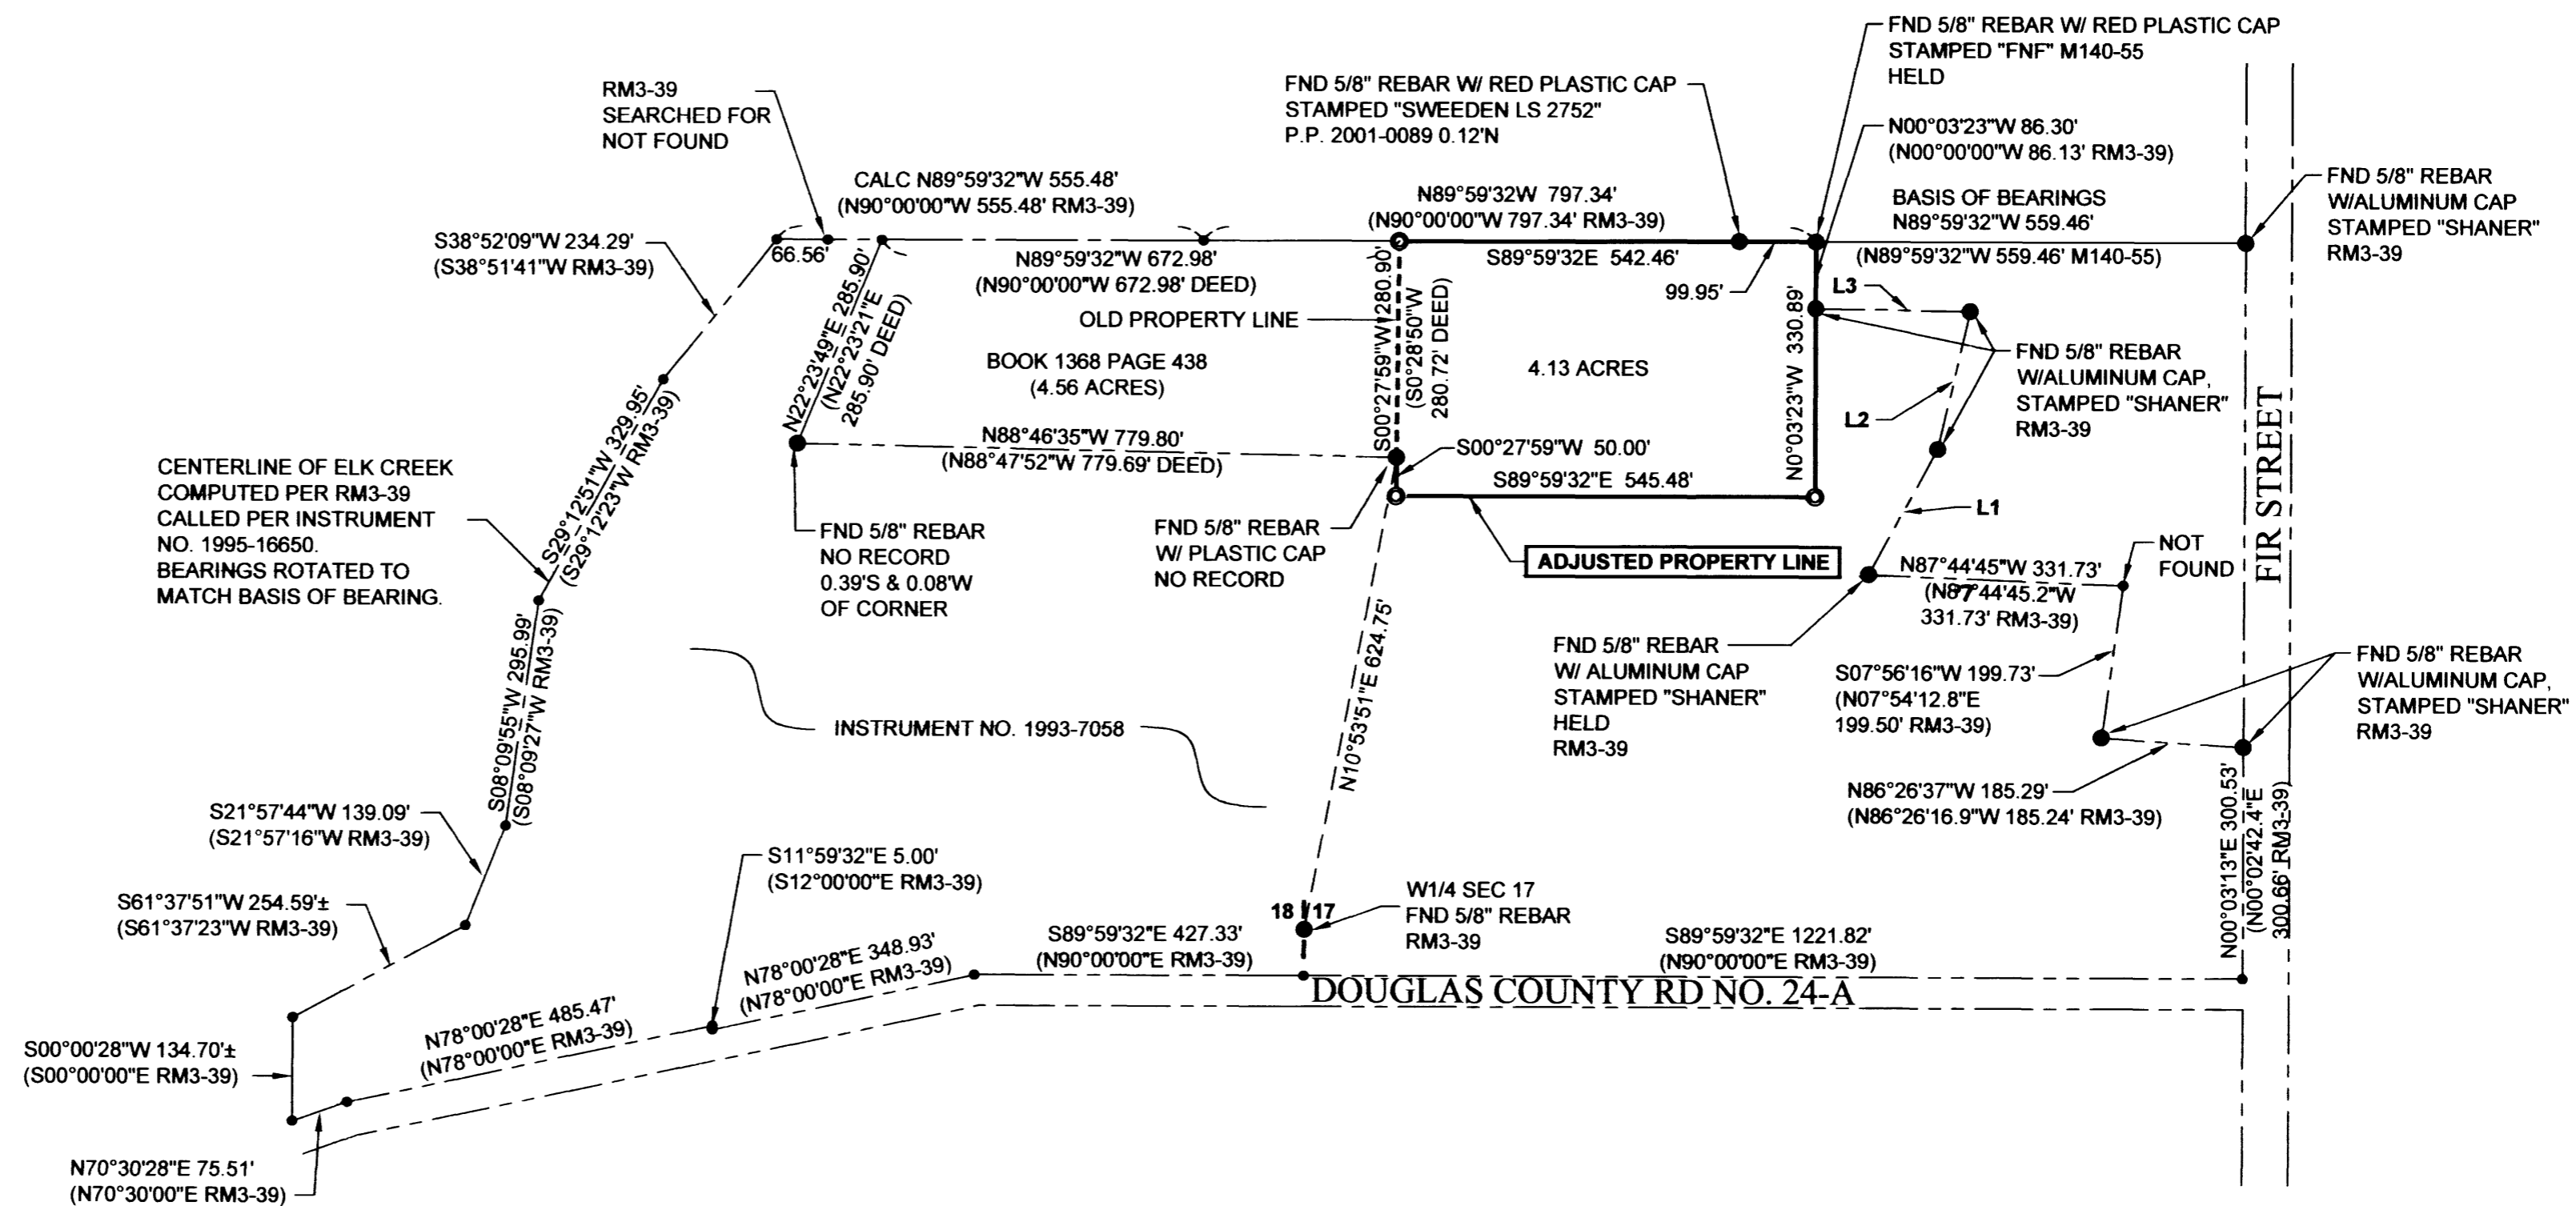 FND 5/8" REBAR W/ RED PLASTIC CAP
STAMPED "FNF" M140-55
HELD
RM3-39
SEARCHED FOR
NOT FOUND
FND 5/8" REBAR W/ RED PLASTIC CAP
STAMPED "SWEEDEN LS 2752"
P.P. 2001-0089 0.12'N
N00°03'23"W 86.30'
(N00°00'00"W 86.13' RM3-39)
FND 5/8" REBAR
W/ALUMINUM CAP
STAMPED "SHANER"
RM3-39
CALC N89°59'32"W 555.48'
(N90°00'00"W 555.48' RM3-39)
N89°59'32W 797.34'
(N90°00'00"W 797.34' RM3-39)
BASIS OF BEARINGS
N89°59'32"W 559.46'
(N89°59'32"W 559.46' M140-55)
S38°52'09"W 234.29'
(S38°51'41"W RM3-39)
66.56'
N89°59'32"W 672.98'
(N90°00'00"W 672.98' DEED)
S89°59'32E 542.46'
99.95'
L3
N22°23'49"E 285.90'
(N22°23'21"E
285.90' DEED)
OLD PROPERTY LINE
S00°27'59"W 280.90'
(S0°28'50"W
280.72' DEED)
BOOK 1368 PAGE 438
(4.56 ACRES)
4.13 ACRES
N0°03'23"W 330.89'
FND 5/8" REBAR
W/ALUMINUM CAP,
STAMPED "SHANER"
RM3-39
L2
FIR STREET
S29°12'51"W 329.95'
(S29°12'23"W RM3-39)
N88°46'35"W 779.80'
(N88°47'52"W 779.69' DEED)
S00°27'59"W 50.00'
S89°59'32"E 545.48'
CENTERLINE OF ELK CREEK
COMPUTED PER RM3-39
CALLED PER INSTRUMENT
NO. 1995-16650.
BEARINGS ROTATED TO
MATCH BASIS OF BEARING.
FND 5/8" REBAR
NO RECORD
0.39'S & 0.08'W
OF CORNER
FND 5/8" REBAR
W/ PLASTIC CAP
NO RECORD
L1
ADJUSTED PROPERTY LINE
NOT
FOUND
N87°44'45"W 331.73'
(N87°44'45.2"W
331.73' RM3-39)
S08°09'55"W 295.99'
(S08°09'27"W RM3-39)
N10°53'51"E 624.75'
FND 5/8" REBAR
W/ ALUMINUM CAP
STAMPED "SHANER"
HELD
RM3-39
S07°56'16"W 199.73'
(N07°54'12.8"E
199.50' RM3-39)
FND 5/8" REBAR
W/ALUMINUM CAP,
STAMPED "SHANER"
RM3-39
INSTRUMENT NO. 1993-7058
N86°26'37"W 185.29'
(N86°26'16.9"W 185.24' RM3-39)
N00°03'13"E 300.53'
(N00°02'42.4"E
300.66' RM3-39)
S21°57'44"W 139.09'
(S21°57'16"W RM3-39)
S11°59'32"E 5.00'
(S12°00'00"E RM3-39)
S61°37'51"W 254.59'±
(S61°37'23"W RM3-39)
18 17
W1/4 SEC 17
FND 5/8" REBAR
RM3-39
N78°00'28"E 348.93'
(N78°00'00"E RM3-39)
S89°59'32"E 427.33'
(N90°00'00"E RM3-39)
S89°59'32"E 1221.82'
(N90°00'00"E RM3-39)
DOUGLAS COUNTY RD NO. 24-A
N78°00'28"E 485.47'
(N78°00'00"E RM3-39)
S00°00'28"W 134.70'±
(S00°00'00"E RM3-39)
N70°30'28"E 75.51'
(N70°30'00"E RM3-39)